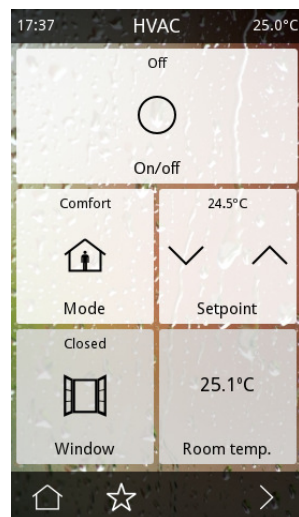 17:37 HVAC 25.0°C
Off
On/off
Comfort 24.5°C
Mode Setpoint
Closed
25.1°C
Window Room temp.